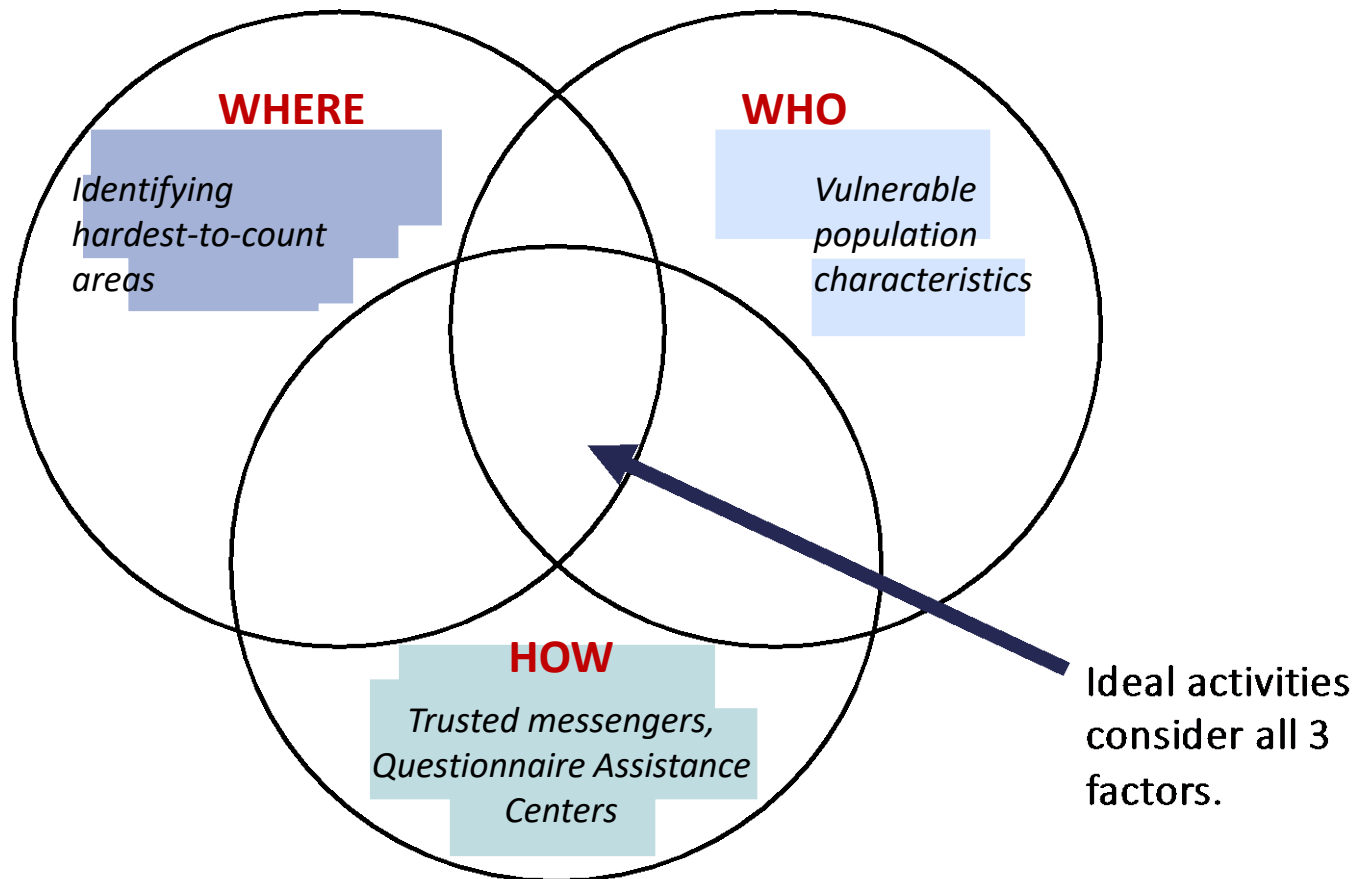 WHERE
Identifying
hardest-to-count
areas
WHO
Vulnerable
population
characteristics
HOW
Trusted messengers,
Questionnaire Assistance
Centers
Ideal activities
consider all 3
factors.